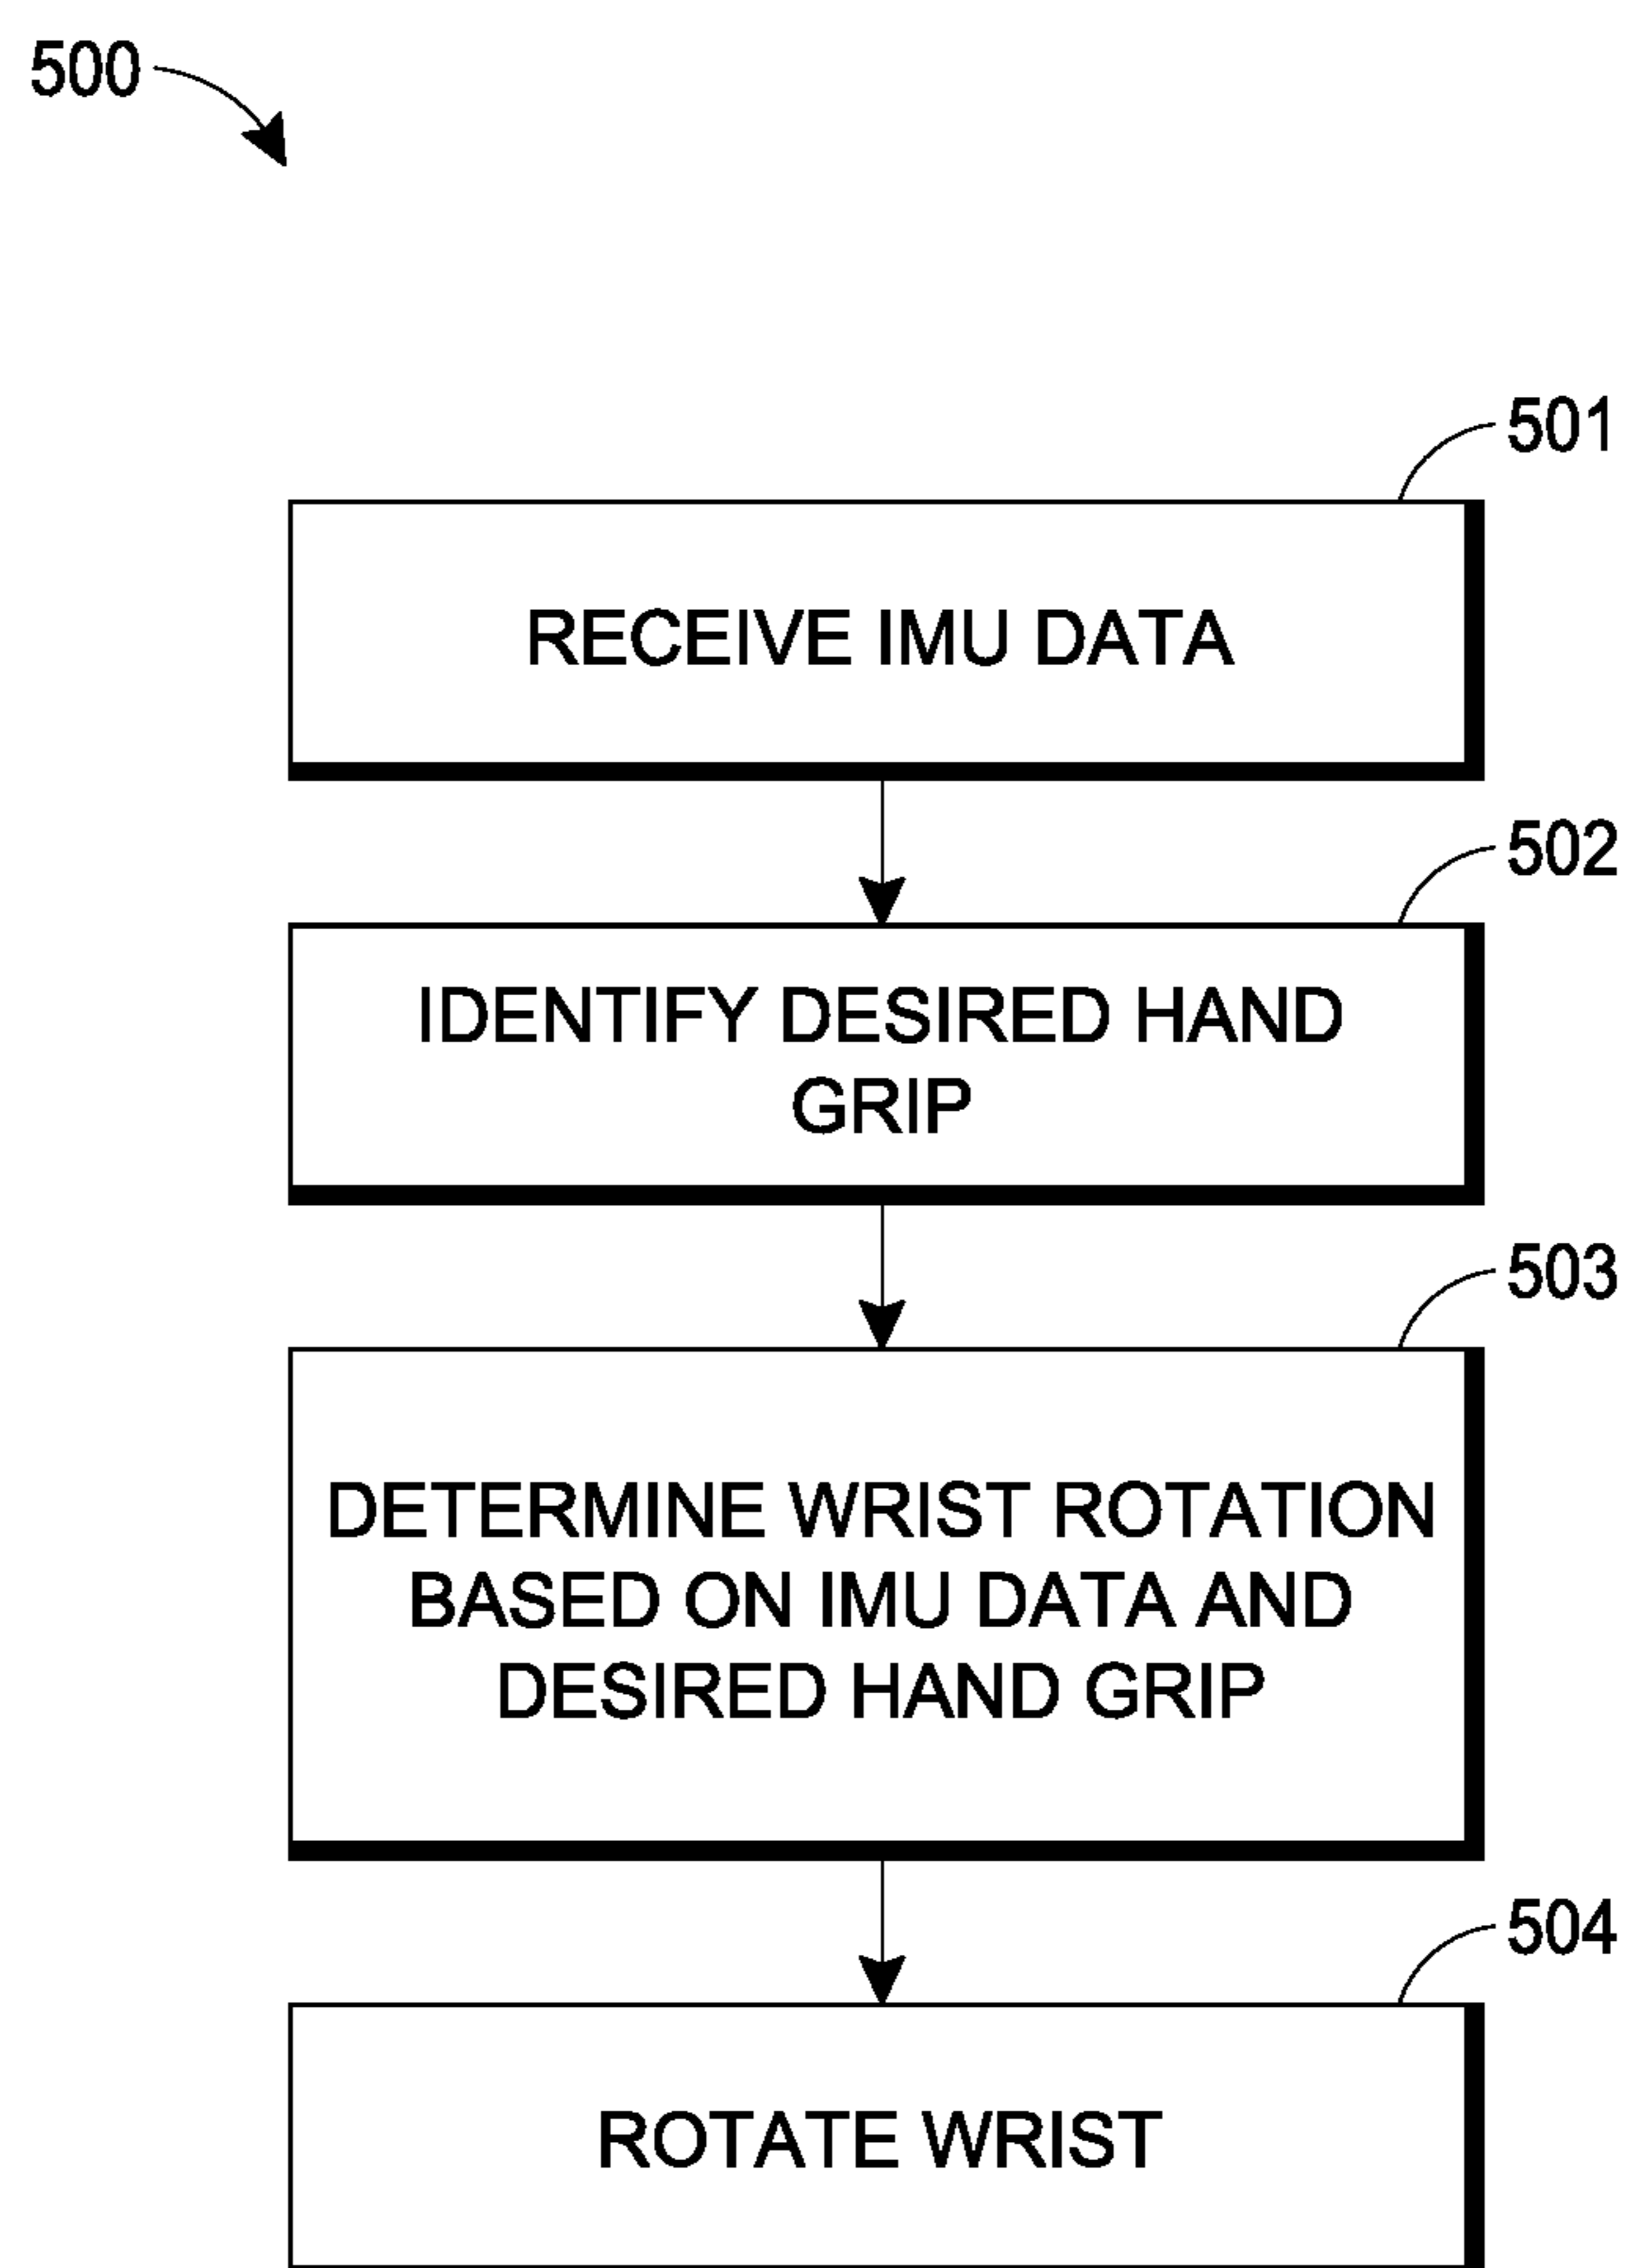 500
501
RECEIVE IMU DATA
502
IDENTIFY DESIRED HAND
GRIP
503
DETERMINE WRIST ROTATION
BASED ON IMU DATA AND
DESIRED HAND GRIP
504
ROTATE WRIST